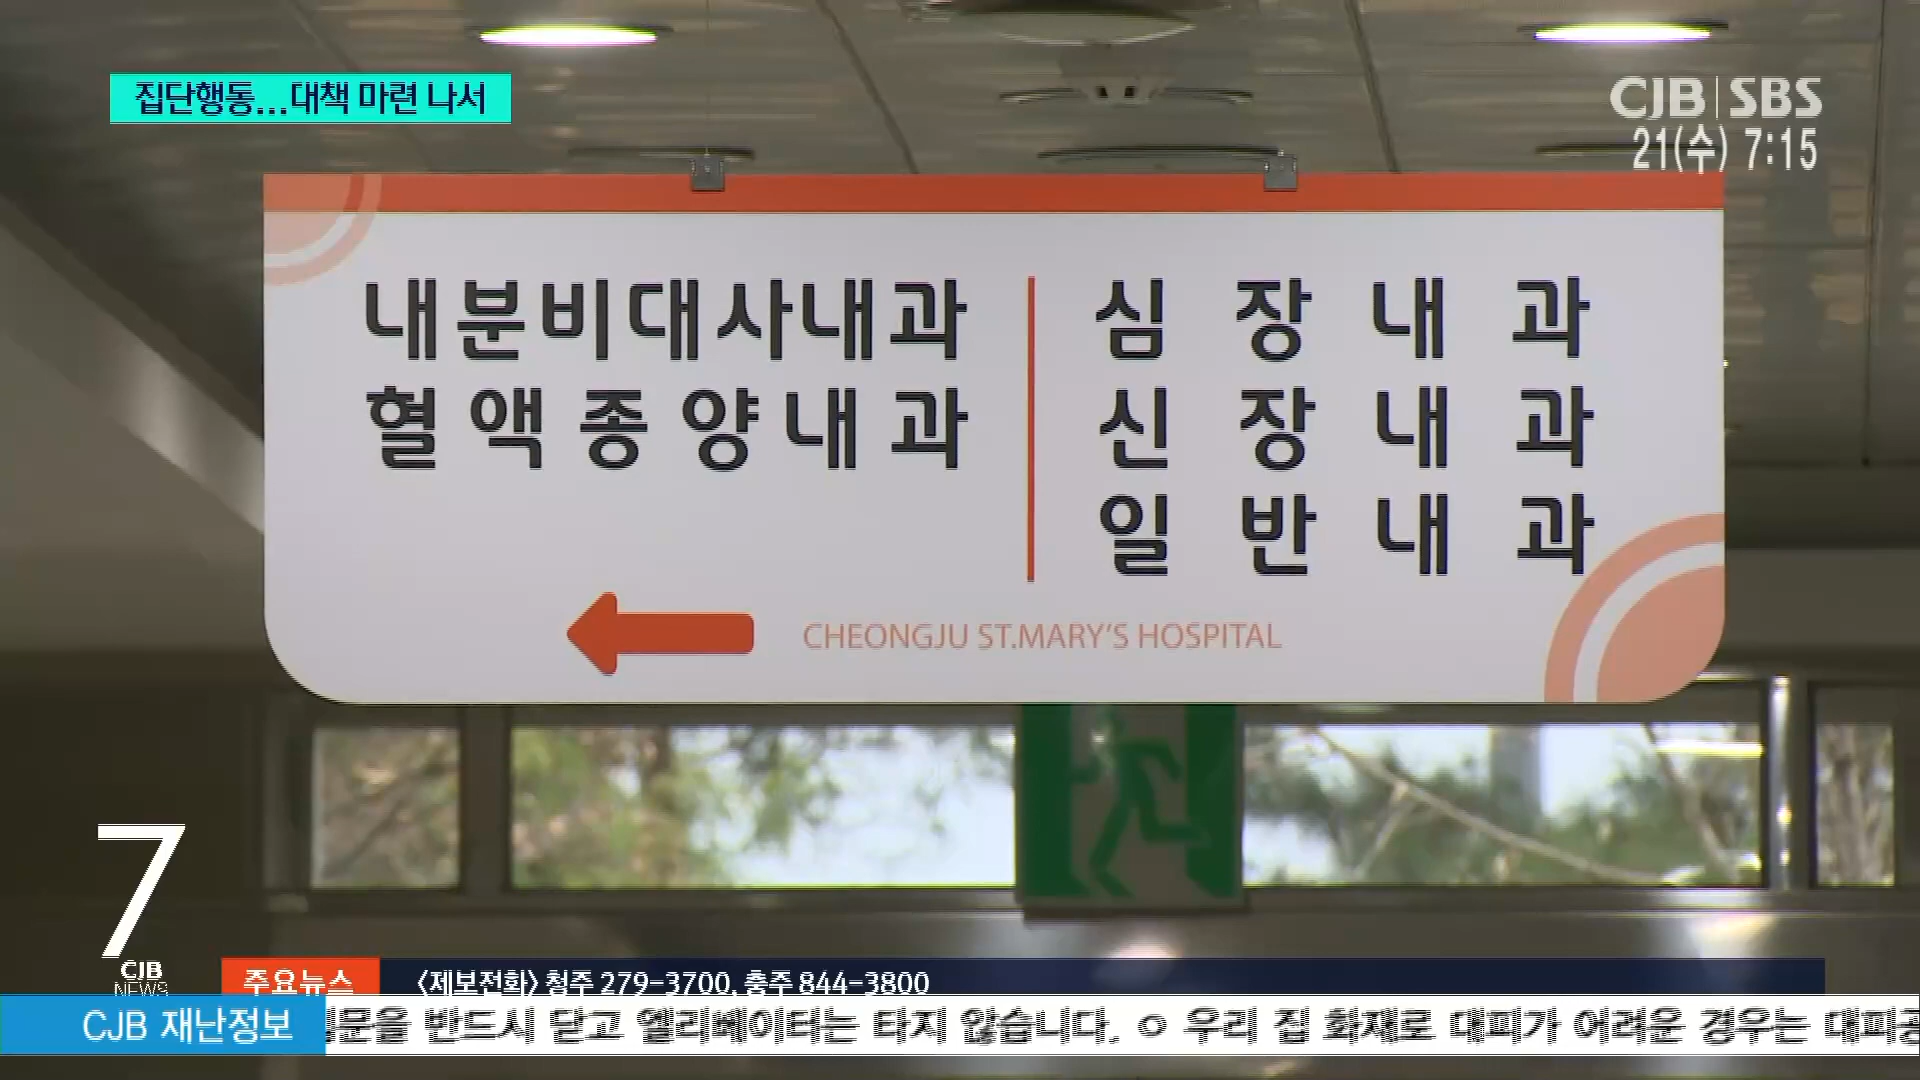 집단행동...대책 마련 나서
CJB SBS
21(수) 7:15
내분비대사내과
혈액종양내과
심장내과
신장내과
일반내과
CHEONGJU ST.MARY'S HOSPITAL
7
CJB
NEWS
주요뉴스
<제보전화> 청주 279-3700, 충주 844-3800
CJB 재난정보
반드시 닫고 엘리베이터는 타지 않습니다. ㅇ 우리 집 화재로 대피가 어려운 경우는